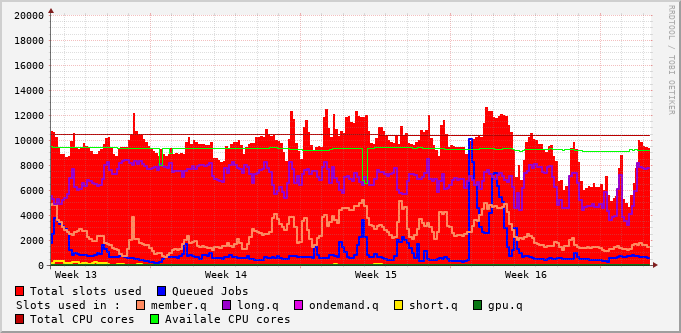 20000
18000
16000
14000
12000
10000
8000
6000
4000
2000
0
Week 13 Week 14 Week 15 Week 16
Total slots used Queued Jobs
Slots used in : member.q long.q ondemand.q short.q gpu.q
Total CPU cores Availale CPU cores
RRDTOOL / TOBI OETIKER